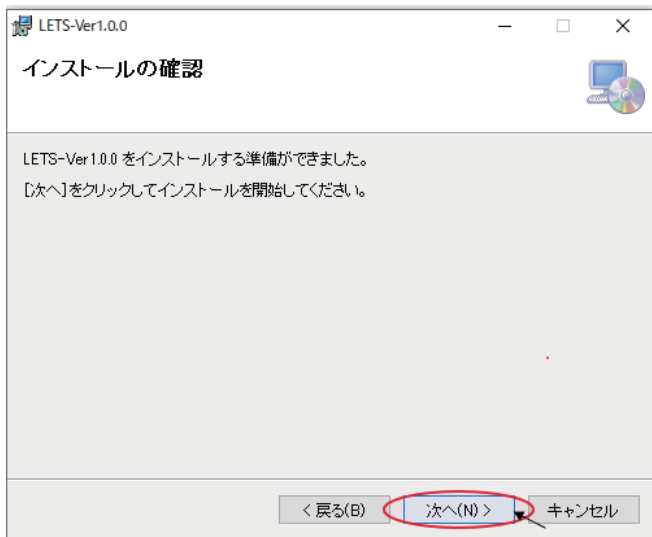 LETS-Ver1.0.0
インストールの確認
LETS-Ver1.0.0 をインストールする準備ができました。
[次へ]をクリックしてインストールを開始してください。
< 戻る(B)
次へ(N) >
キャンセル